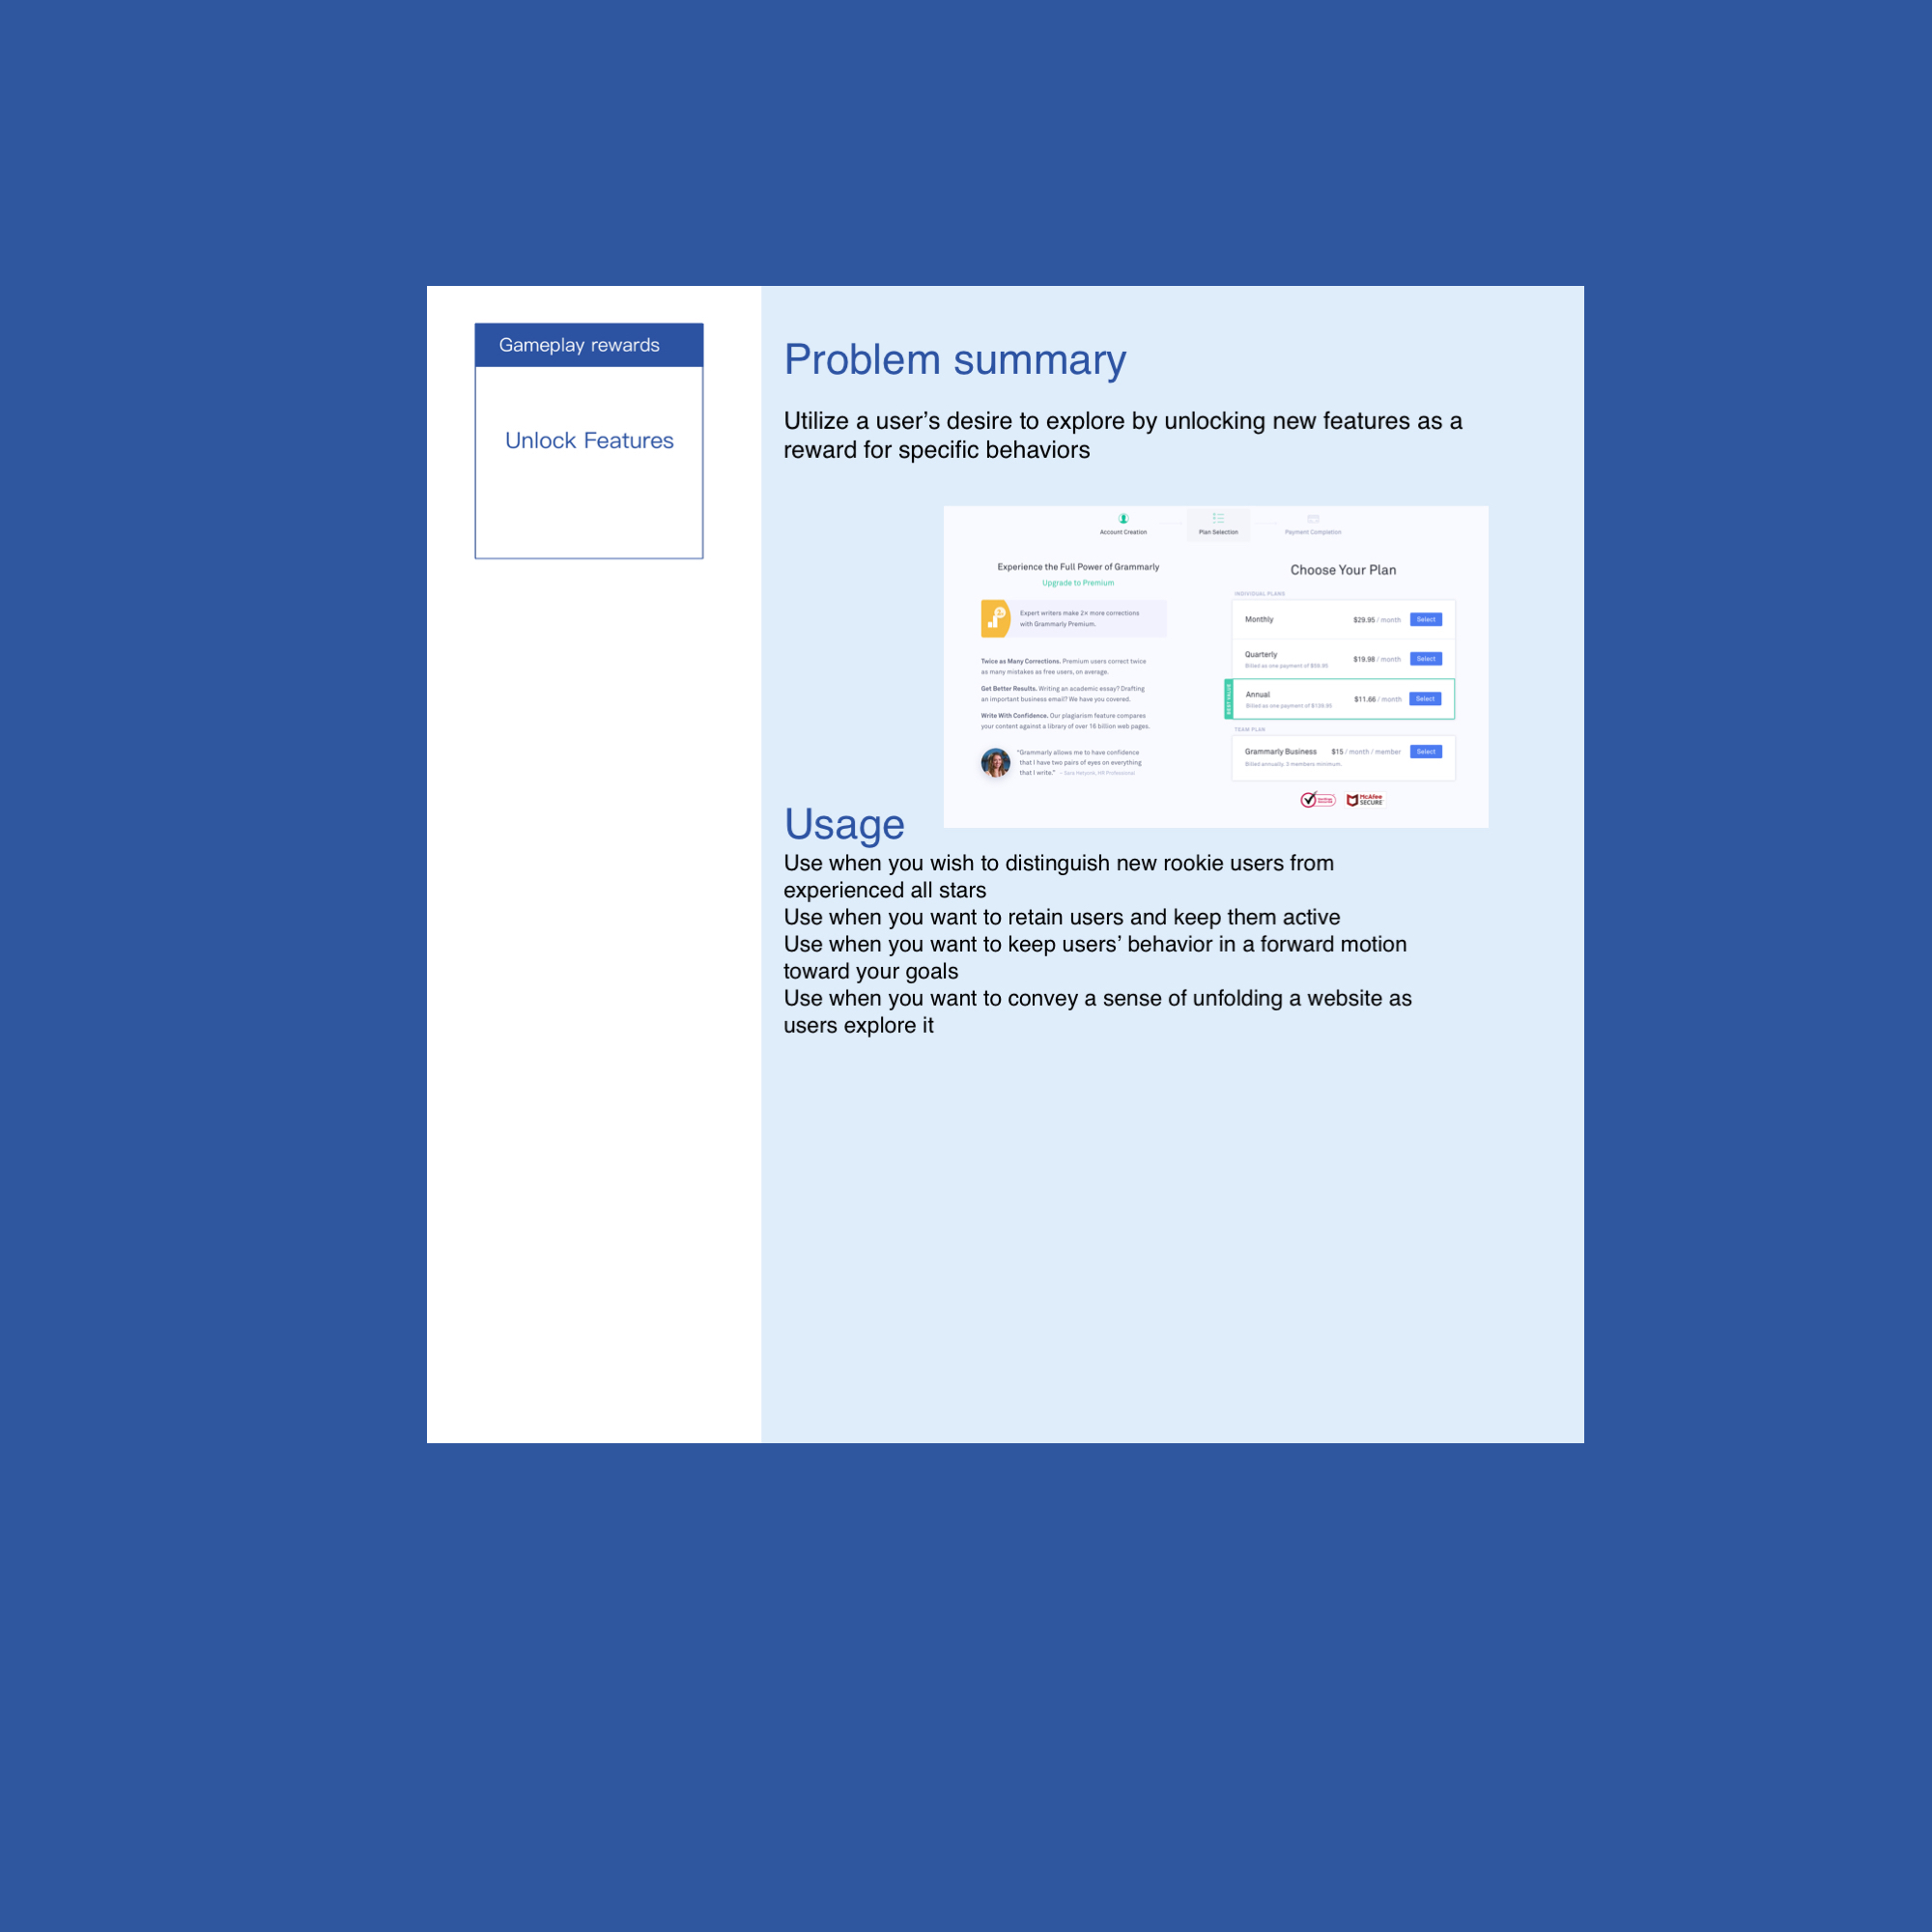 Gameplay rewards
Unlock Features
Problem summary
Utilize a user’s desire to explore by unlocking new features as a
reward for specific behaviors
Account Creation
Plan Selection
Payment Completion
Experience the Full Power of Grammarly
Upgrade to Premium
Expert writers make 2x more corrections
with Grammarly Premium.
Twice as Many Corrections. Premium users correct twice
as many mistakes as free users, on average.
Get Better Results. Writing an academic essay? Drafting
an important business email? We have you covered.
Write With Confidence. Our plagiarism feature compares
your content against a library of over 16 billion web pages.
"Grammarly allows me to have confidence
that I have two pairs of eyes on everything
that I write." HR Professional
Choose Your Plan
INDIVIDUAL PLANS
Monthly $29.95 / month Select
Quarterly $19.98 / month Select
Billed as one payment of $59.95
BEST VALUE
Annual $11.66 / month Select
Billed as one payment of $139.95
TEAM PLAN
Grammarly Business $15 / month / member Select
Billed annually, 3 members minimum.
McAfee
SECURE
Usage
Use when you wish to distinguish new rookie users from
experienced all stars
Use when you want to retain users and keep them active
Use when you want to keep users’ behavior in a forward motion
toward your goals
Use when you want to convey a sense of unfolding a website as
users explore it